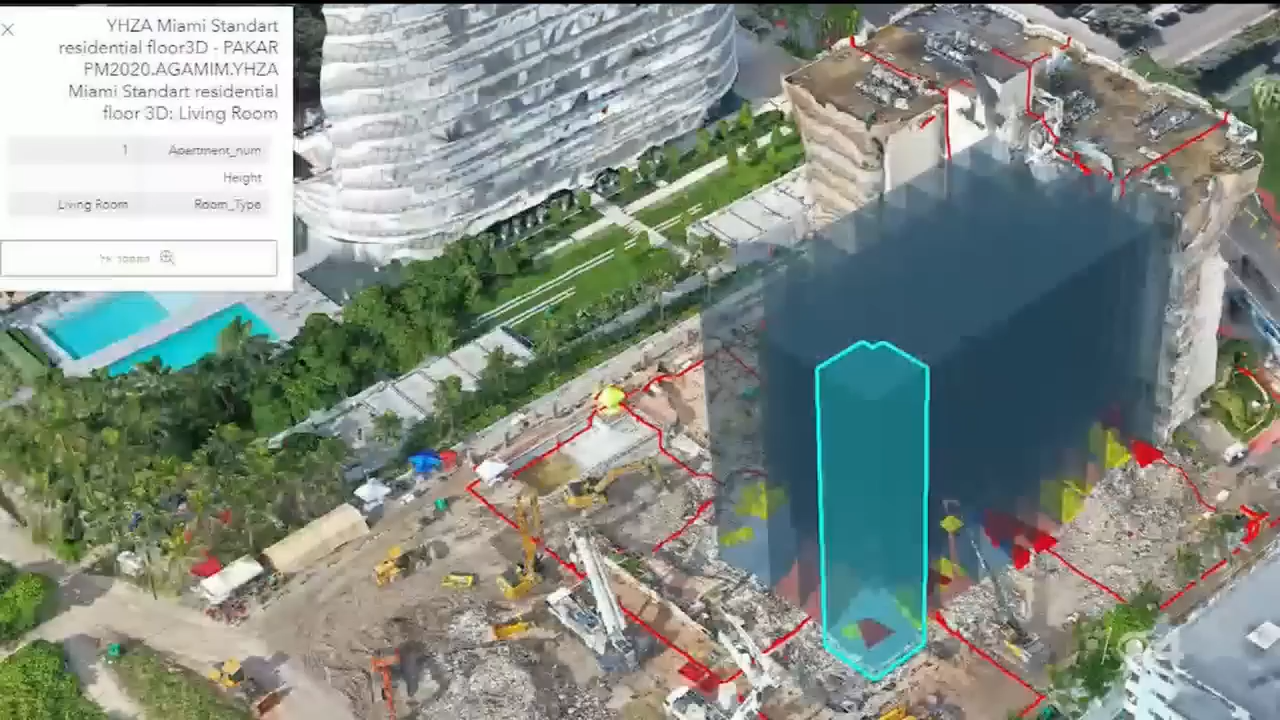 YHZA Miami Standart
residential floor3D - PAKAR
PM2020.AGAMIM.YHZA
Miami Standart residential
floor 3D: Living Room
1 Apartment_num
Height
Living Room Room_Type